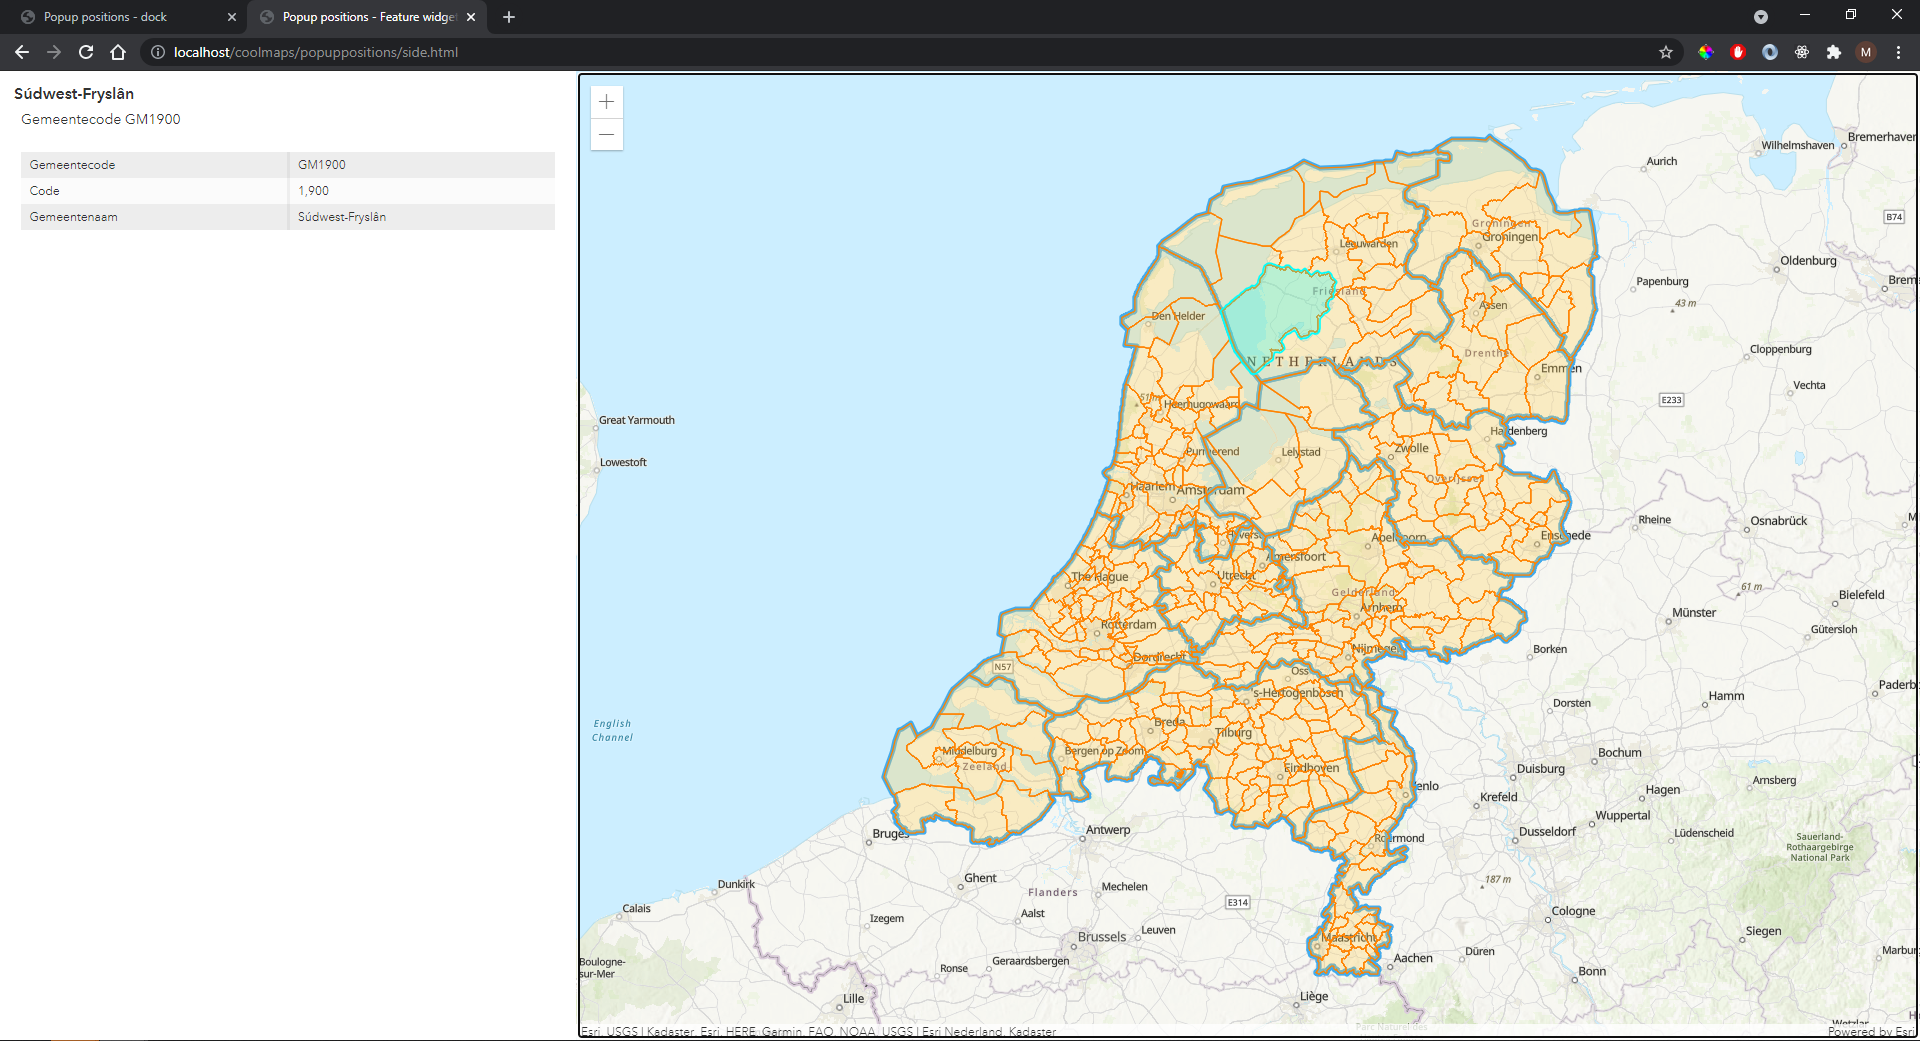 Popup positions - dock
Popup positions - Feature widge
localhost/coolmaps/popuppositions/side.html
M
Súdwest-Fryslân
Gemeentecode GM1900
Gemeentecode GM1900
Code 1,900
Gemeentenaam Súdwest-Fryslân
Bremerhaven
Wilhelmshaven
Aurich
B74
Groningen
Groningen
Leeuwarden
Oldenburg
Papenburg
Brem
Friesland
43 m
Assen
Den Helder
Cloppenburg
Drenthe
NETHERLANDS
Emmen
Vechta
E233
51 m
Heerhugowaard
Great Yarmouth
Hardenberg
Zwolle
Purmerend
Lelystad
Lowestoft
Overijssel
Haarlem
Amsterdam
Rheine
Osnabrück
Hilversum
Apeldoorn
Enschede
Amersfoort
The Hague
Utrecht
61 m
Gelderland
Bielefeld
Arnhem
Münster
Rotterdam
Gütersloh
Nijmegen
Borken
Dordrecht
N57
Oss
's-Hertogenbosch
Paderb
Hamm
Dorsten
English
Channel
Breda
Tilburg
Middelburg
Bergen op Zoom
Bochum
Zeeland
Eindhoven
Duisburg
Arnsberg
Venlo
Hagen
Krefeld
Wuppertal
Bruges
Antwerp
Dusseldorf
Lüdenscheid
Roermond
Sauerland-
Rothaargebirge
National Park
Ghent
187 m
Dunkirk
Mechelen
Flanders
E314
Calais
Aalst
Cologne
Izegem
Leuven
Siegen
Brussels
Maastricht
Düren
Marbur
Aachen
Boulogne-
sur-Mer
Geraardsbergen
Ronse
Bonn
Lille
Liège
Wetzlar
Parc Naturel des
Esri, USGS | Kadaster, Esri, HERE, Garmin, FAO, NOAA, USGS | Esri Nederland, Kadaster
Powered by Esri